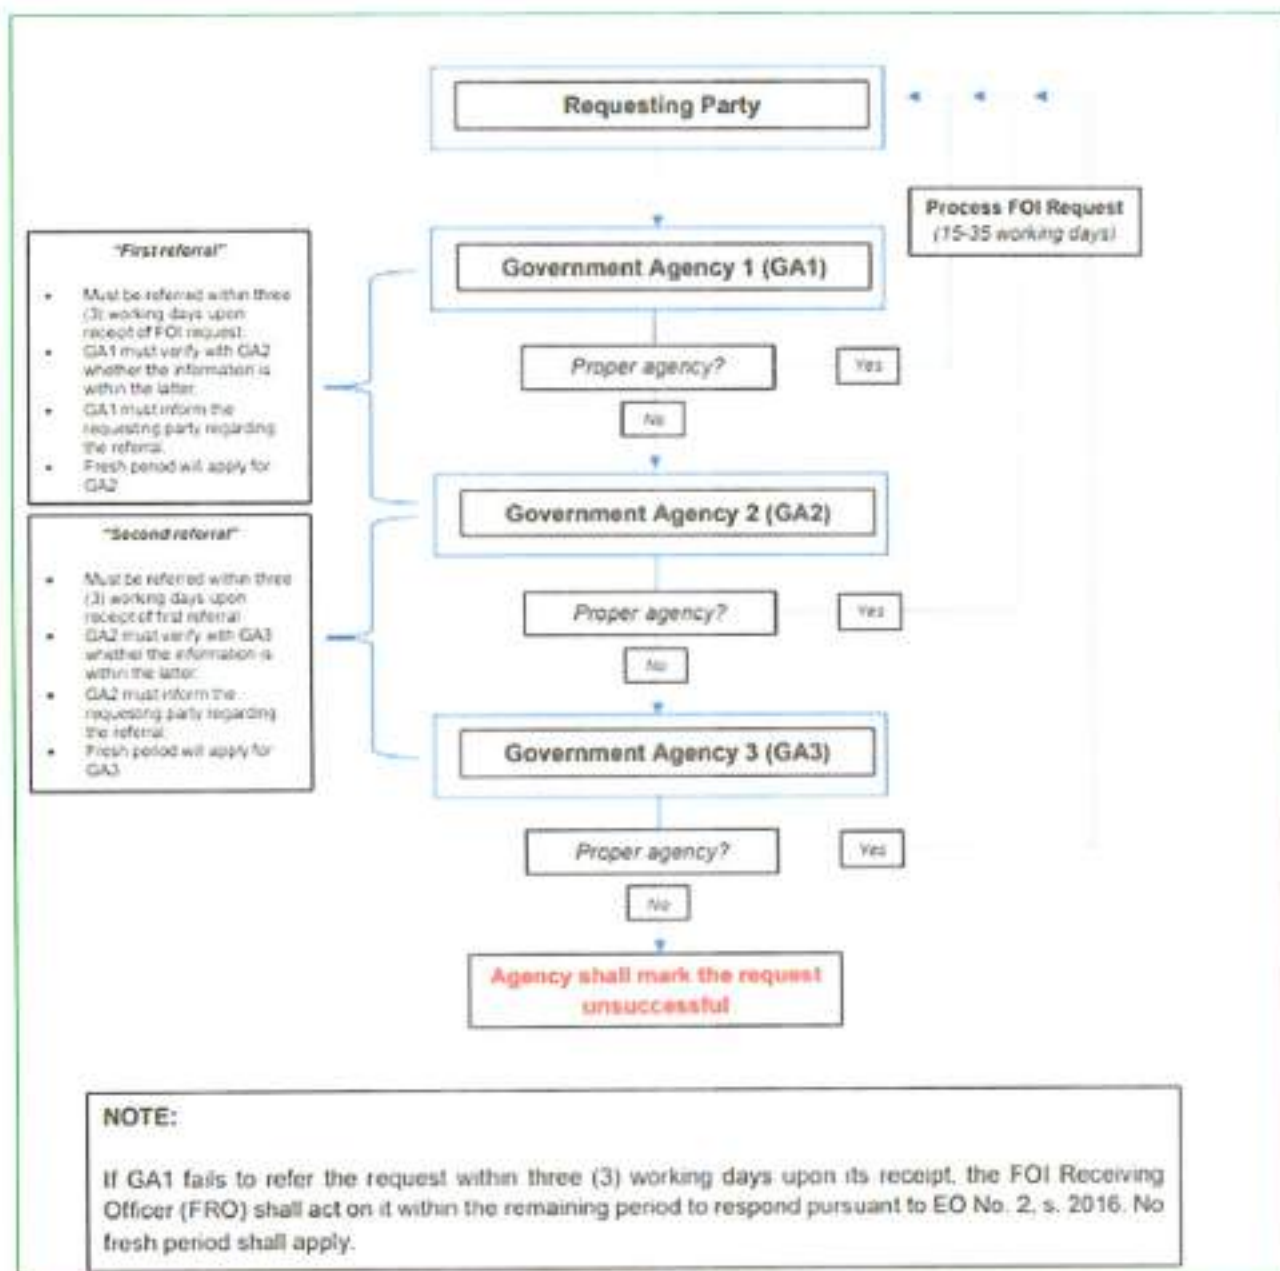 Requesting Party
Process FOI Request
(15-35 working days)
"First referral"
• Must be referred within three
(3) working days upon
receipt of FOI request.
• GA1 must verify with GA2
whether the information is
within the latter.
• GA1 must inform the
requesting party regarding
the referral.
• Fresh period will apply for
GA2
Government Agency 1 (GA1)
Proper agency?
Yes
No
Government Agency 2 (GA2)
"Second referral"
• Must be referred within three
(3) working days upon
receipt of first referral
• GA2 must verify with GA3
whether the information is
within the latter.
• GA2 must inform the
requesting party regarding
the referral
• Fresh period will apply for
GA3
Proper agency?
Yes
No
Government Agency 3 (GA3)
Proper agency?
Yes
No
Agency shall mark the request
unsuccessful
NOTE:
If GA1 fails to refer the request within three (3) working days upon its receipt, the FOI Receiving
Officer (FRO) shall act on it within the remaining period to respond pursuant to EO No. 2, s. 2016. No
fresh period shall apply.